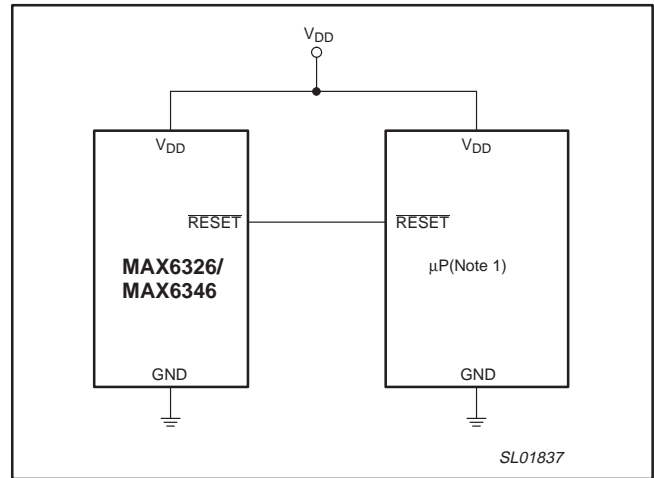 VDD
VDD
VDD
RESET
RESET
MAX6326/
MAX6346
μP(Note 1)
GND
GND
SL01837